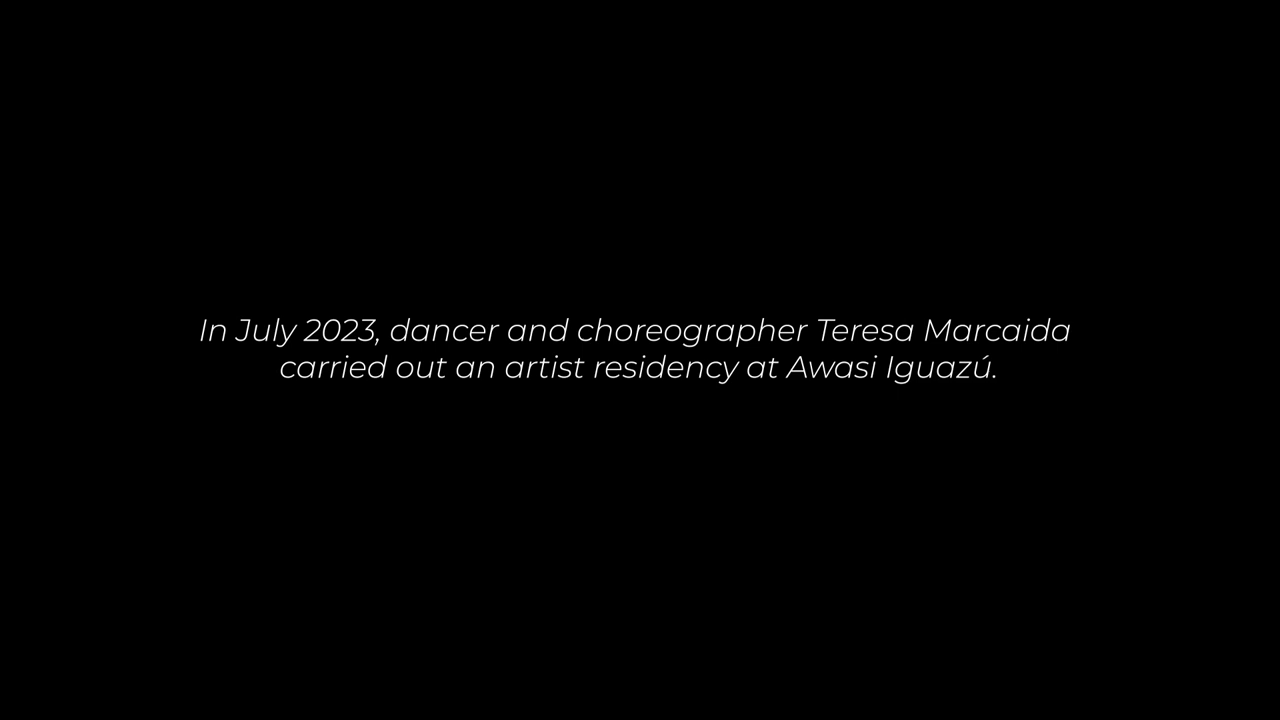 In July 2023, dancer and choreographer Teresa Marcaida
carried out an artist residency at Awasi Iguazú.